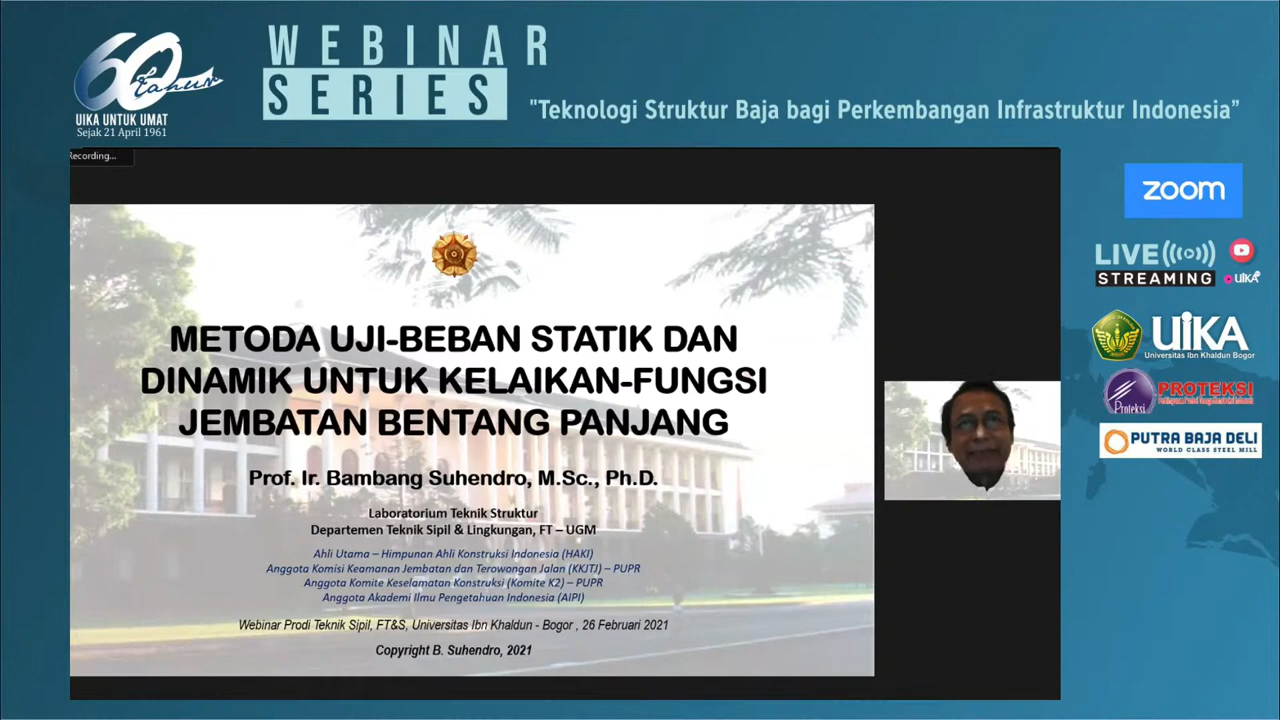 60
Tahun
UIKA UNTUK UMAT
Sejak 21 April 1961
WEBINAR
SERIES
"Teknologi Struktur Baja bagi Perkembangan Infrastruktur Indonesia"
Recording...
METODA UJI-BEBAN STATIK DAN
DINAMIK UNTUK KELAIKAN-FUNGSI
JEMBATAN BENTANG PANJANG
Prof. Ir. Bambang Suhendro, M.Sc., Ph.D.
Laboratorium Teknik Struktur
Departemen Teknik Sipil & Lingkungan, FT – UGM
Ahli Utama – Himpunan Ahli Konstruksi Indonesia (HAKI)
Anggota Komisi Keamanan Jembatan dan Terowongan Jalan (KKJTJ) – PUPR
Anggota Komite Keselamatan Konstruksi (Komite K2) – PUPR
Anggota Akademi Ilmu Pengetahuan Indonesia (AIPI)
Webinar Prodi Teknik Sipil, FT&S, Universitas Ibn Khaldun - Bogor , 26 Februari 2021
Copyright B. Suhendro, 2021
zoom
LIVE
STREAMING
UIKA
UIKA
Universitas Ibn Khaldun Bogor
Proteksi
PROTEKSI
PUTRA BAJA DELI
WORLD CLASS STEEL MILL